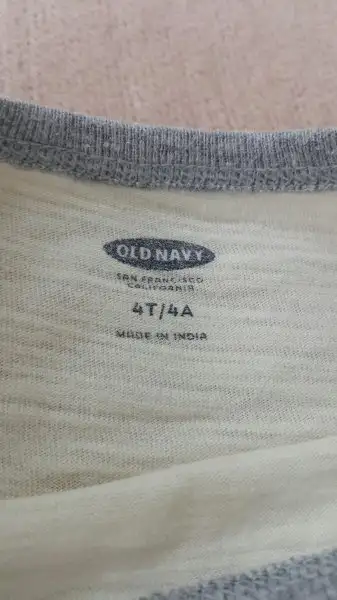 OLD NAVY
SAN FRANCISCO
CALIFORNIA
4T/4A
MADE IN INDIA